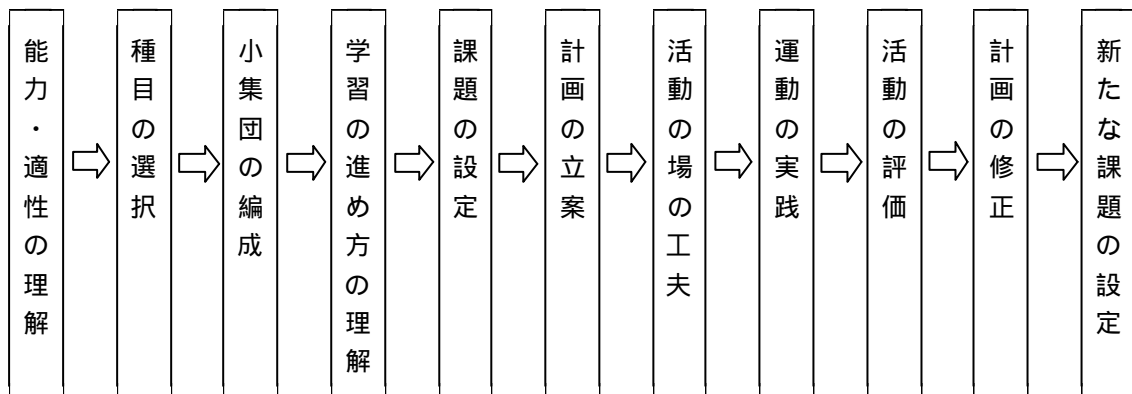 能力・適性の理解
種目の選択
小集団の編成
学習の進め方の理解
課題の設定
計画の立案
活動の場の工夫
運動の実践
活動の評価
計画の修正
新たな課題の設定